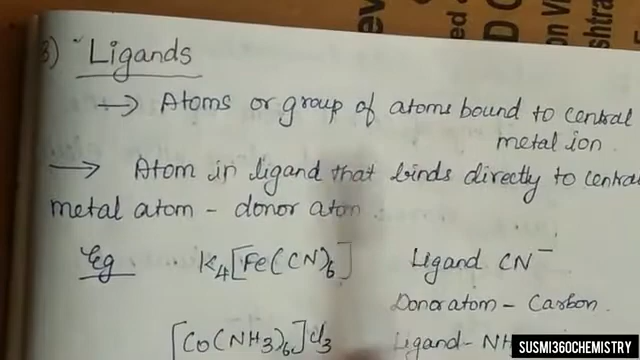 3) Ligands
→ Atoms or group of atoms bound to central
metal ion.
→ Atom in ligand that binds directly to central
metal atom - donor atom
Eg K4[Fe(CN)6] Ligand CN⁻
Donor atom - Carbon.
[Co(NH3)6]Cl3 Ligand - NH
SUSMI360CHEMISTRY